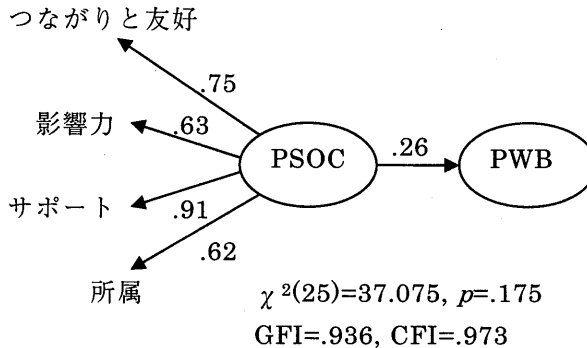 つながりと友好
.75
影響力
.63
PSOC
.26
PWB
サポート
.91
.62
所属
χ²(25)=37.075, p=.175
GFI=.936, CFI=.973